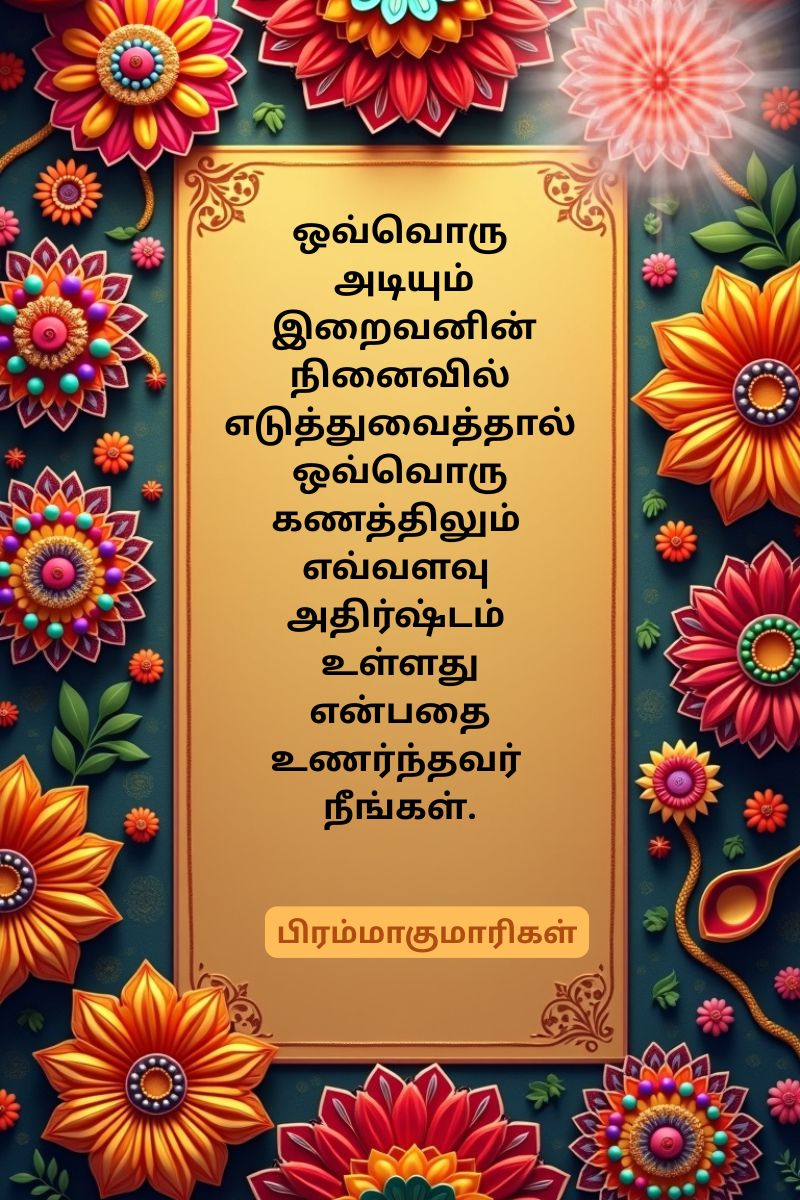 ஒவ்வொரு
அடியும்
இறைவனின்
நினைவில்
எடுத்துவைத்தால்
ஒவ்வொரு
கணத்திலும்
எவ்வளவு
அதிர்ஷ்டம்
உள்ளது
என்பதை
உணர்ந்தவர்
நீங்கள்.
பிரம்மாகுமாரிகள்